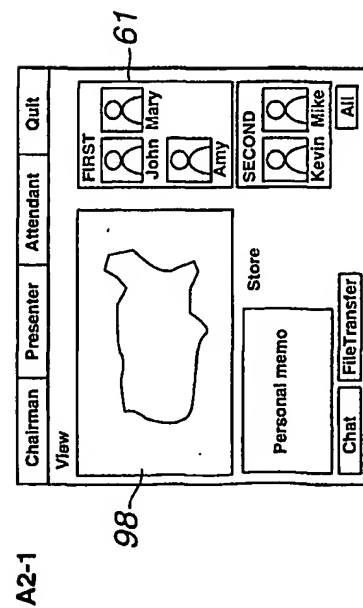 A2-1
Chairman Presenter Attendant Quit
View
98
FIRST
John Mary
Amy
61
SECOND
Kevin Mike
All
Store
Personal memo
Chat FileTransfer